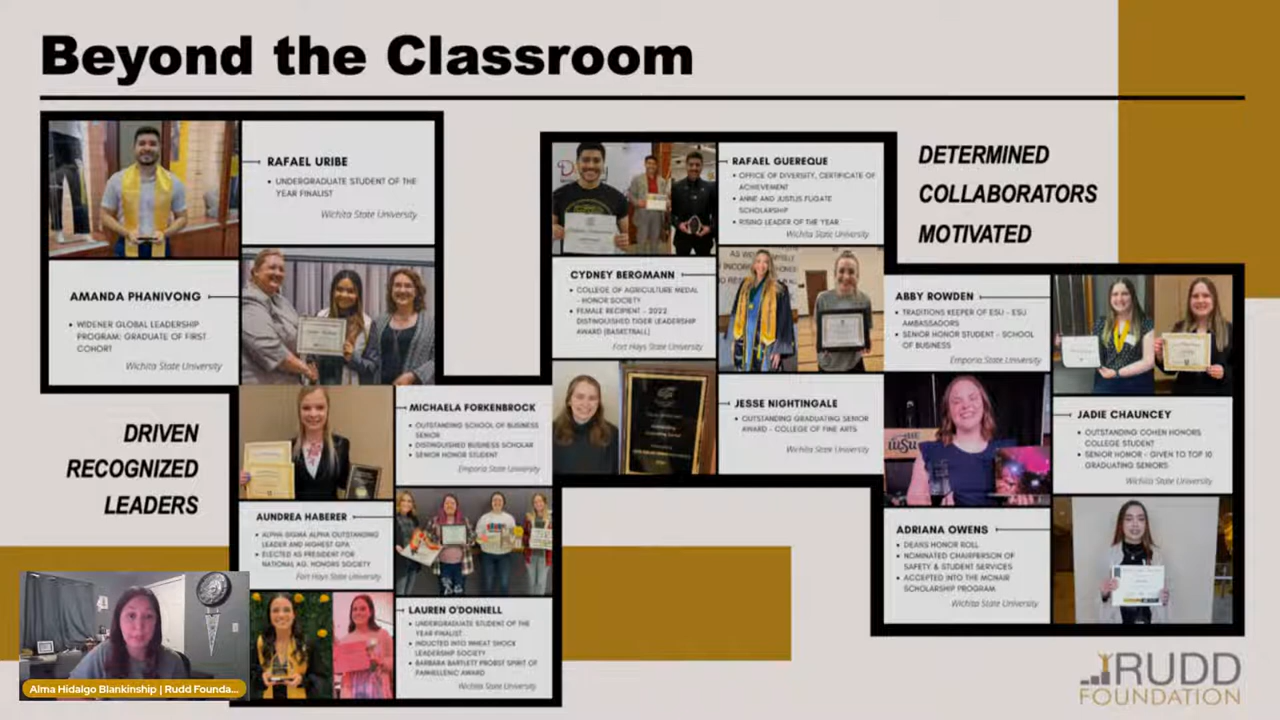 Beyond the Classroom
RAFAEL URIBE
• UNDERGRADUATE STUDENT OF THE
YEAR FINALIST
Wichita State University
AMANDA PHANIVONG
• WIDENER GLOBAL LEADERSHIP
PROGRAM: GRADUATE OF FIRST
COHORT
Wichita State University
DRIVEN
RECOGNIZED
LEADERS
MICHAELA FORKENBROCK
• OUTSTANDING SCHOOL OF BUSINESS
SENIOR
• DISTINGUISHED BUSINESS SCHOLAR
• SENIOR HONOR STUDENT
Emporia State University
AUNDREA HABERER
• ALPHA SIGMA ALPHA OUTSTANDING
LEADER AND HIGHEST GPA
• ELECTED AS PRESIDENT FOR
NATIONAL AG. HONORS SOCIETY
Fort Hays State University
LAUREN O'DONNELL
• UNDERGRADUATE STUDENT OF THE
YEAR FINALIST
• INDUCTED INTO WHEAT SHOCK
LEADERSHIP SOCIETY
• BARBARA BARTLETT PROBST SPIRIT OF
PANHELLENIC AWARD
Wichita State University
RAFAEL GUEREQUE
• OFFICE OF DIVERSITY, CERTIFICATE OF
ACHIEVEMENT
• ANNE AND JUSTUS FUGATE
SCHOLARSHIP
• RISING LEADER OF THE YEAR
Wichita State University
CYDNEY BERGMANN
• COLLEGE OF AGRICULTURE MEDAL
- HONOR SOCIETY
• FEMALE RECIPIENT - 2022
DISTINGUISHED TIGER LEADERSHIP
AWARD (BASKETBALL)
Fort Hays State University
JESSE NIGHTINGALE
• OUTSTANDING GRADUATING SENIOR
AWARD - COLLEGE OF FINE ARTS
Wichita State University
DETERMINED
COLLABORATORS
MOTIVATED
ABBY ROWDEN
• TRADITIONS KEEPER OF ESU - ESU
AMBASSADORS
• SENIOR HONOR STUDENT - SCHOOL
OF BUSINESS
Emporia State University
JADIE CHAUNCEY
• OUTSTANDING COHEN HONORS
COLLEGE STUDENT
• SENIOR HONOR - GIVEN TO TOP 10
GRADUATING SENIORS
Wichita State University
ADRIANA OWENS
• DEANS HONOR ROLL
• NOMINATED CHAIRPERSON OF
SAFETY & STUDENT SERVICES
• ACCEPTED INTO THE MCNAIR
SCHOLARSHIP PROGRAM
Wichita State University
Alma Hidalgo Blankinship | Rudd Founda...
RUDD
FOUNDATION